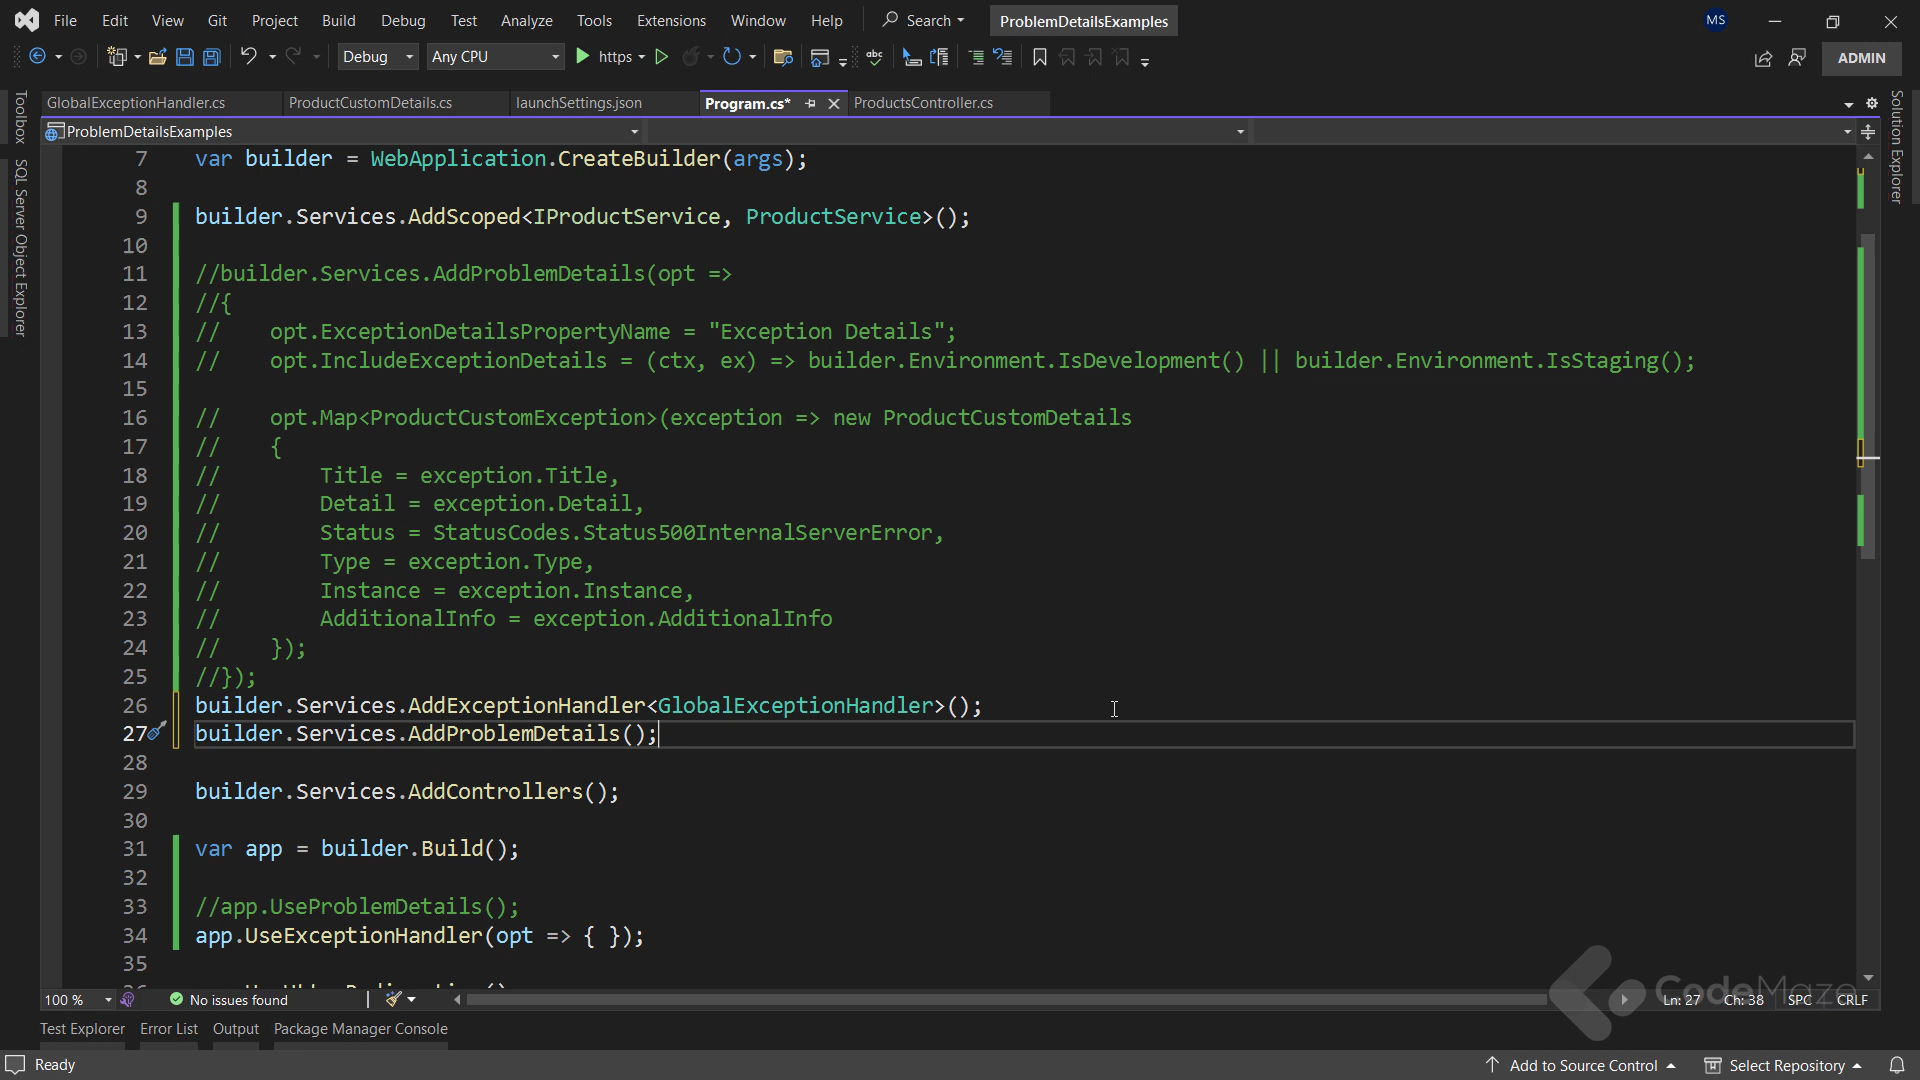 File Edit View Git Project Build Debug Test Analyze Tools Extensions Window Help Search ProblemDetailsExamples MS
Debug Any CPU https abc ADMIN
Toolbox
SQL Server Object Explorer
GlobalExceptionHandler.cs ProductCustomDetails.cs launchSettings.json Program.cs* ProductsController.cs
Solution Explorer
ProblemDetailsExamples
7 var builder = WebApplication.CreateBuilder(args);
8
9 builder.Services.AddScoped<IProductService, ProductService>();
10
11 //builder.Services.AddProblemDetails(opt =>
12 //{
13 //    opt.ExceptionDetailsPropertyName = "Exception Details";
14 //    opt.IncludeExceptionDetails = (ctx, ex) => builder.Environment.IsDevelopment() || builder.Environment.IsStaging();
15
16 //    opt.Map<ProductCustomException>(exception => new ProductCustomDetails
17 //    {
18 //        Title = exception.Title,
19 //        Detail = exception.Detail,
20 //        Status = StatusCodes.Status500InternalServerError,
21 //        Type = exception.Type,
22 //        Instance = exception.Instance,
23 //        AdditionalInfo = exception.AdditionalInfo
24 //    });
25 //});
26 builder.Services.AddExceptionHandler<GlobalExceptionHandler>();
27 builder.Services.AddProblemDetails();
28
29 builder.Services.AddControllers();
30
31 var app = builder.Build();
32
33 //app.UseProblemDetails();
34 app.UseExceptionHandler(opt => { });
35
100 % No issues found Ln: 27 Ch: 38 SPC CRLF
CodeMaze
Test Explorer Error List Output Package Manager Console
Ready Add to Source Control Select Repository